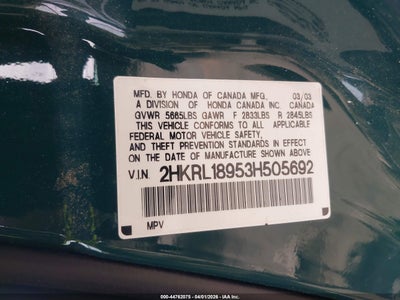 MFD. BY HONDA OF CANADA MFG. 03/03
A DIVISION OF HONDA CANADA INC. CANADA
GVWR 5665LBS GAWR F 2833LBS R 2845LBS
THIS VEHICLE CONFORMS TO ALL APPLICABLE
FEDERAL MOTOR VEHICLE SAFETY,
AND THEFT PREVENTION STANDARDS IN EFFECT
ON THE DATE OF MANUFACTURE SHOWN ABOVE.
V.I.N. 2HKRL18953H505692
MPV
000-44762075 - 04/01/2026 - IAA Inc.